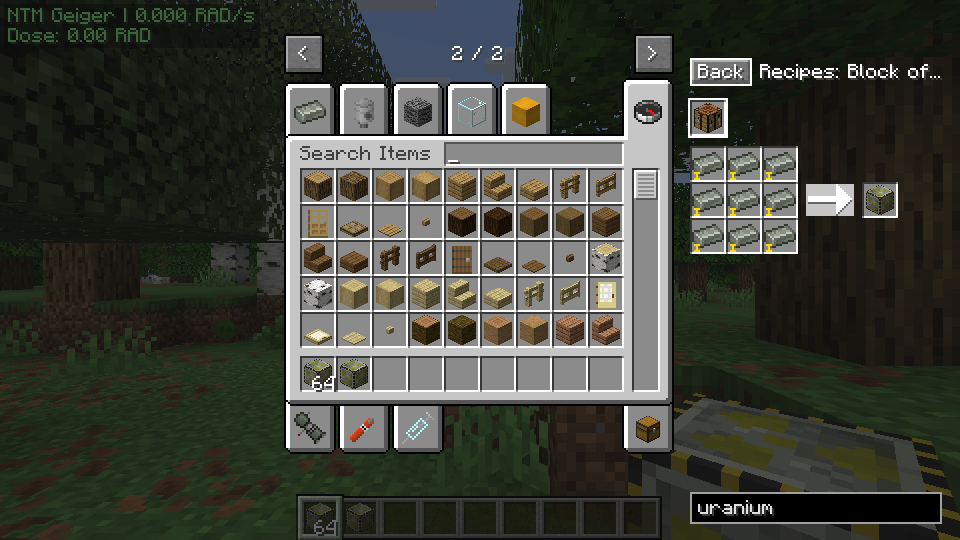 NTM Geiger | 0.000 RAD/s
Dose: 0.00 RAD
<
2 / 2
>
Back
Recipes: Block of…
Search Items
_
64
64
uranium